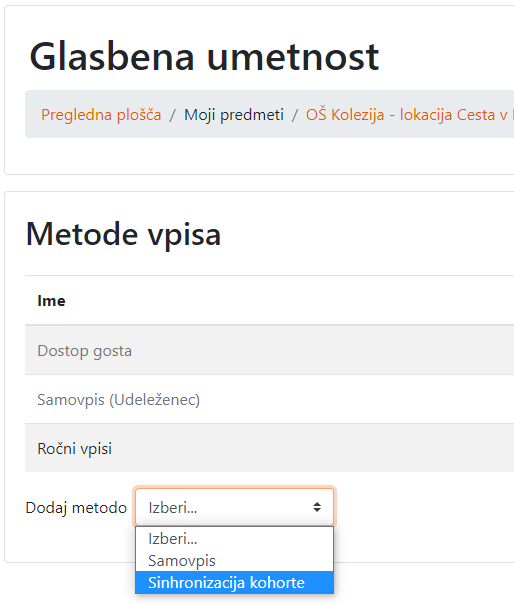 Glasbena umetnost
Pregledna plošča / Moji predmeti / OŠ Kolezija - lokacija Cesta v
Metode vpisa
Ime
Dostop gosta
Samovpis (Udeleženec)
Ročni vpisi
Dodaj metodo Izberi...
Izberi...
Samovpis
Sinhronizacija kohorte